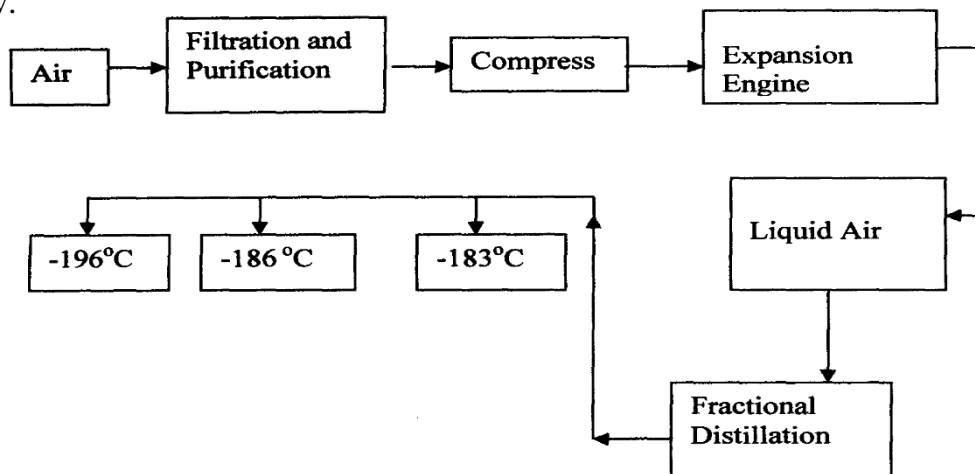 Air
Filtration and
Purification
Compress
Expansion
Engine
-196°C
-186 °C
-183°C
Liquid Air
Fractional
Distillation